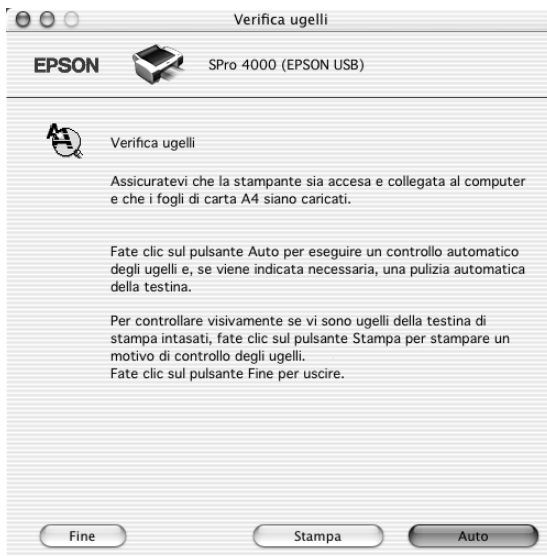 Verifica ugelli
EPSON
SPro 4000 (EPSON USB)
Verifica ugelli
Assicuratevi che la stampante sia accesa e collegata al computer
e che i fogli di carta A4 siano caricati.
Fate clic sul pulsante Auto per eseguire un controllo automatico
degli ugelli e, se viene indicata necessaria, una pulizia automatica
della testina.
Per controllare visivamente se vi sono ugelli della testina di
stampa intasati, fate clic sul pulsante Stampa per stampare un
motivo di controllo degli ugelli.
Fate clic sul pulsante Fine per uscire.
Fine
Stampa
Auto